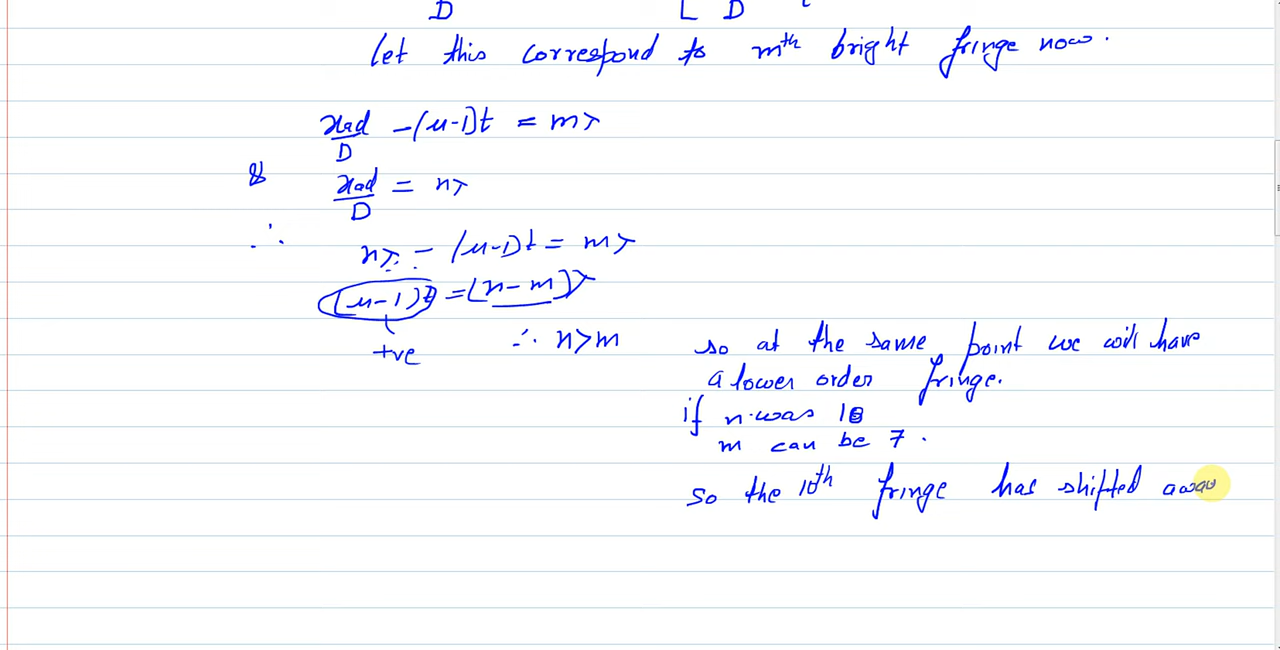 D L D
Let this correspond to mth bright fringe now.
xnd/D - (μ-1)t = mλ
& xnd/D = nλ
∴ nλ - (μ-1)t = mλ
(μ-1)t = (n-m)λ
+ve ∴ n>m
so at the same point we will have
a lower order fringe.
if n was 10
m can be 7.
so the 10th fringe has shifted away